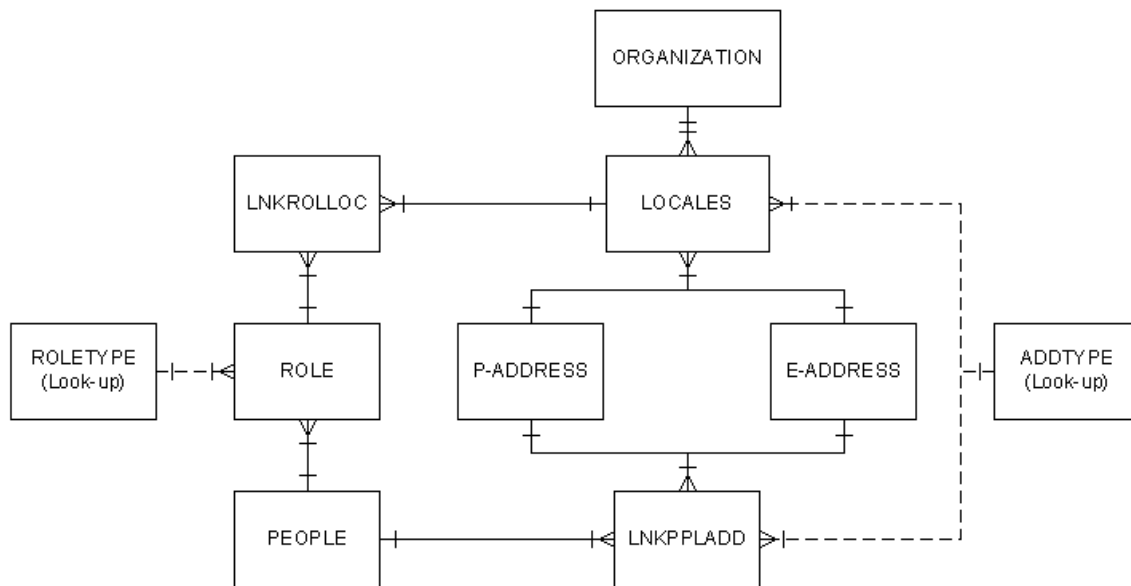 ORGANIZATION
LNKROLLOC
LOCALES
ROLETYPE
(Look-up)
ROLE
P-ADDRESS
E-ADDRESS
ADDTYPE
(Look-up)
PEOPLE
LNKPPLADD